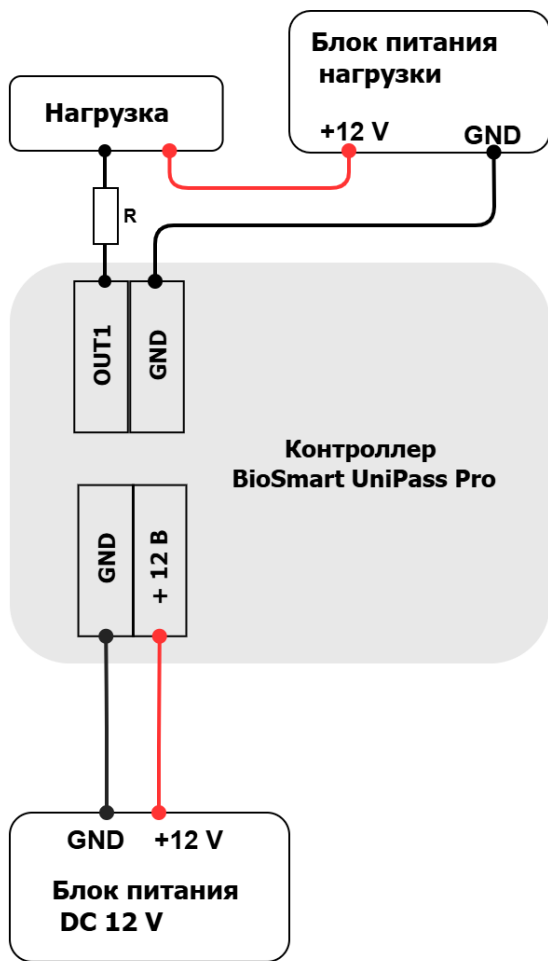 Блок питания
нагрузки
+12 V
GND
Нагрузка
R
OUT1
GND
Контроллер
BioSmart UniPass Pro
GND
+ 12 В
GND
+12 V
Блок питания
DC 12 V